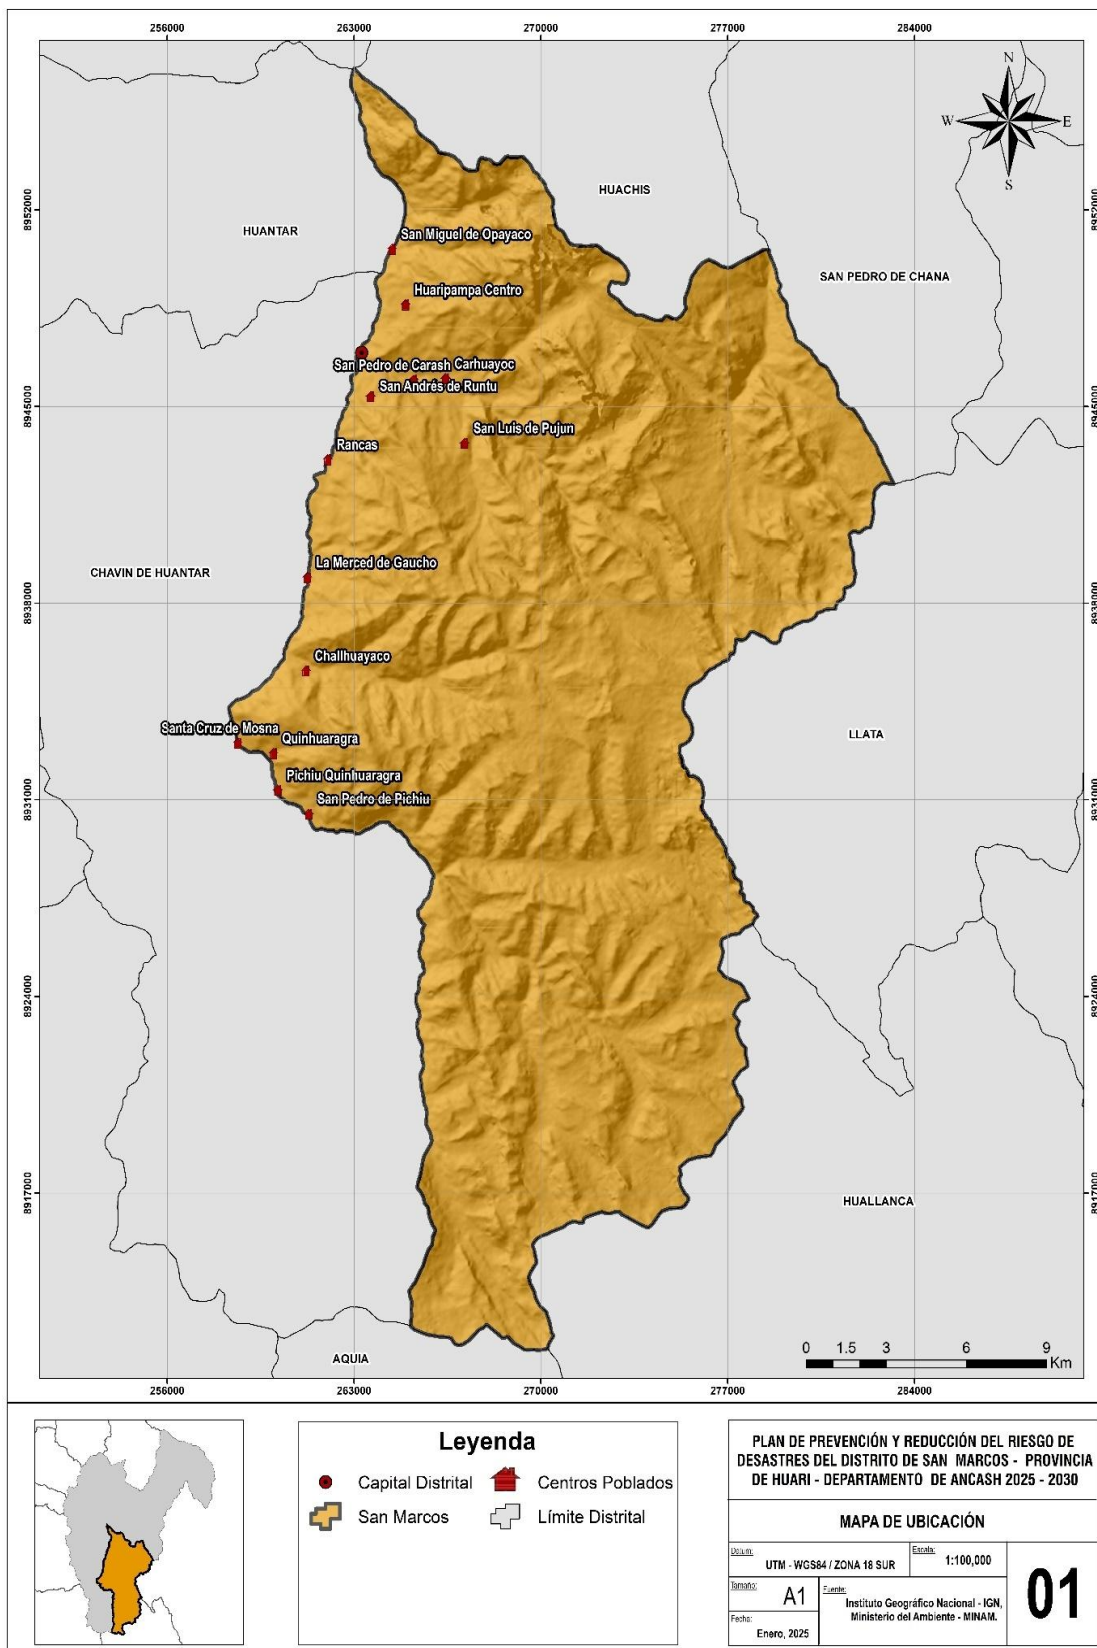 256000 263000 270000 277000 284000
N
W E
S
8952000 8952000
HUACHIS
HUANTAR
San Miguel de Opayaco
SAN PEDRO DE CHANA
Huaripampa Centro
San Pedro de Carash Carhuayoc
San Andrés de Runtu
8945000 8945000
San Luis de Pujun
Rancas
La Merced de Gaucho
CHAVIN DE HUANTAR
8938000 8938000
Challhuayaco
Santa Cruz de Mosna
Quinhuaragra
LLATA
Pichiu Quinhuaragra
San Pedro de Pichiu
8931000 8931000
8924000 8924000
8917000 8917000
HUALLANCA
AQUIA
0 1.5 3 6 9
Km
256000 263000 270000 277000 284000
Leyenda
Capital Distrital Centros Poblados
San Marcos Límite Distrital
PLAN DE PREVENCIÓN Y REDUCCIÓN DEL RIESGO DE
DESASTRES DEL DISTRITO DE SAN MARCOS - PROVINCIA
DE HUARI - DEPARTAMENTO DE ANCASH 2025 - 2030
MAPA DE UBICACIÓN
Datum: UTM - WGS84 / ZONA 18 SUR
Escala: 1:100,000
Tamaño: A1
Fuente: Instituto Geográfico Nacional - IGN,
Ministerio del Ambiente - MINAM.
Fecha: Enero, 2025
01